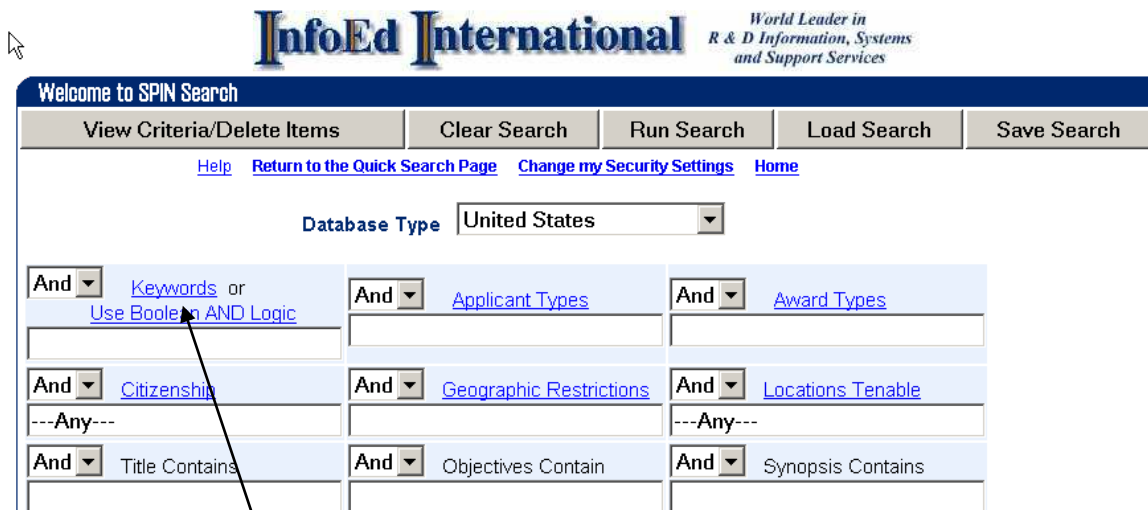 InfoEd International
World Leader in
R & D Information, Systems
and Support Services
Welcome to SPIN Search
View Criteria/Delete Items Clear Search Run Search Load Search Save Search
Help Return to the Quick Search Page Change my Security Settings Home
Database Type United States
And Keywords or
Use Boolean AND Logic
And Applicant Types
And Award Types
And Citizenship
---Any---
And Geographic Restrictions
And Locations Tenable
---Any---
And Title Contains
And Objectives Contain
And Synopsis Contains